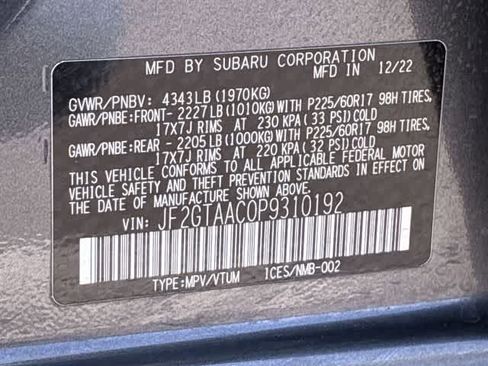 MFD BY SUBARU CORPORATION
MFD IN 12/22
GVWR/PNBV: 4343LB(1970KG)
GAWR/PNBE:FRONT- 2227LB(1010KG)WITH P225/60R17 98H TIRES,
17X7J RIMS AT 230 KPA( 33 PSI)COLD
GAWR/PNBE:REAR - 2205LB(1000KG)WITH P225/60R17 98H TIRES,
17X7J RIMS AT 220 KPA( 32 PSI)COLD
THIS VEHICLE CONFORMS TO ALL APPLICABLE FEDERAL MOTOR
VEHICLE SAFETY AND THEFT PREVENTION STANDARDS IN EFFECT
ON THE DATE OF MANUFACTURE SHOWN ABOVE.
VIN: JF2GTAAC0P9310192
TYPE:MPV/VTUM ICES/NMB-002